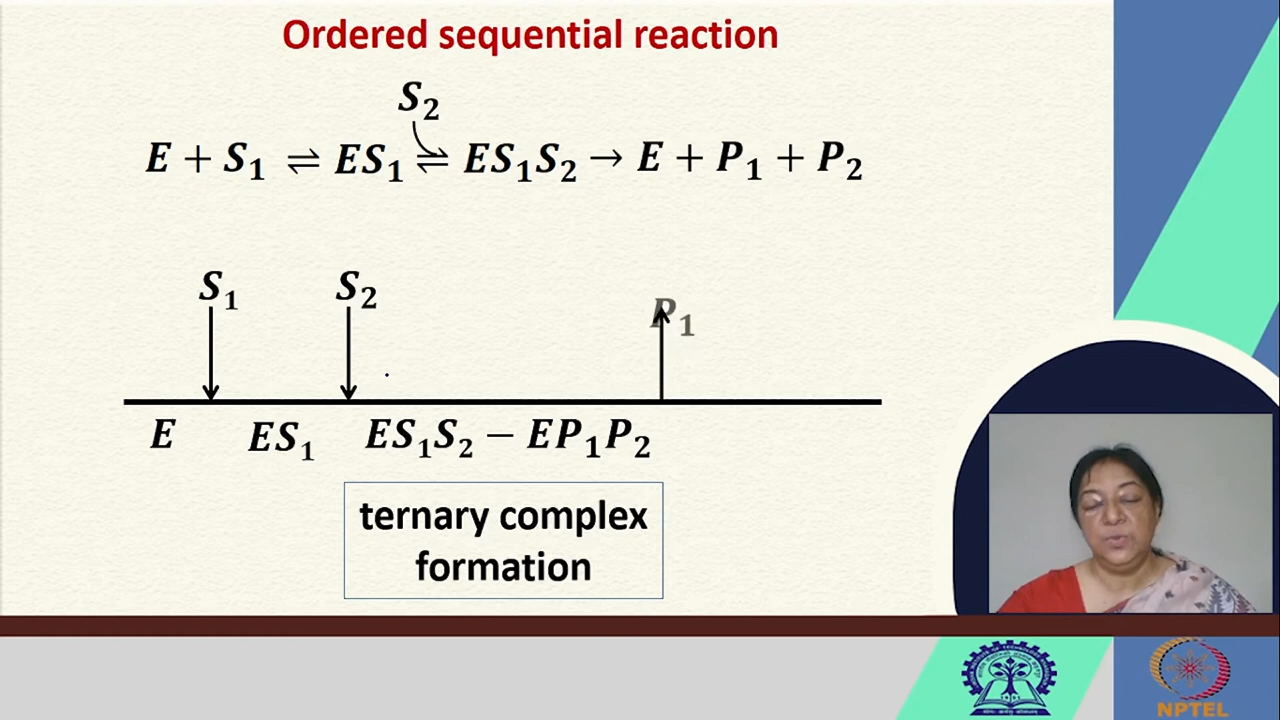 Ordered sequential reaction
S₂
E + S₁ ⇌ ES₁ ⇌ ES₁S₂ → E + P₁ + P₂
S₁ S₂ P₁
E ES₁ ES₁S₂ − EP₁P₂
ternary complex
formation
NPTEL